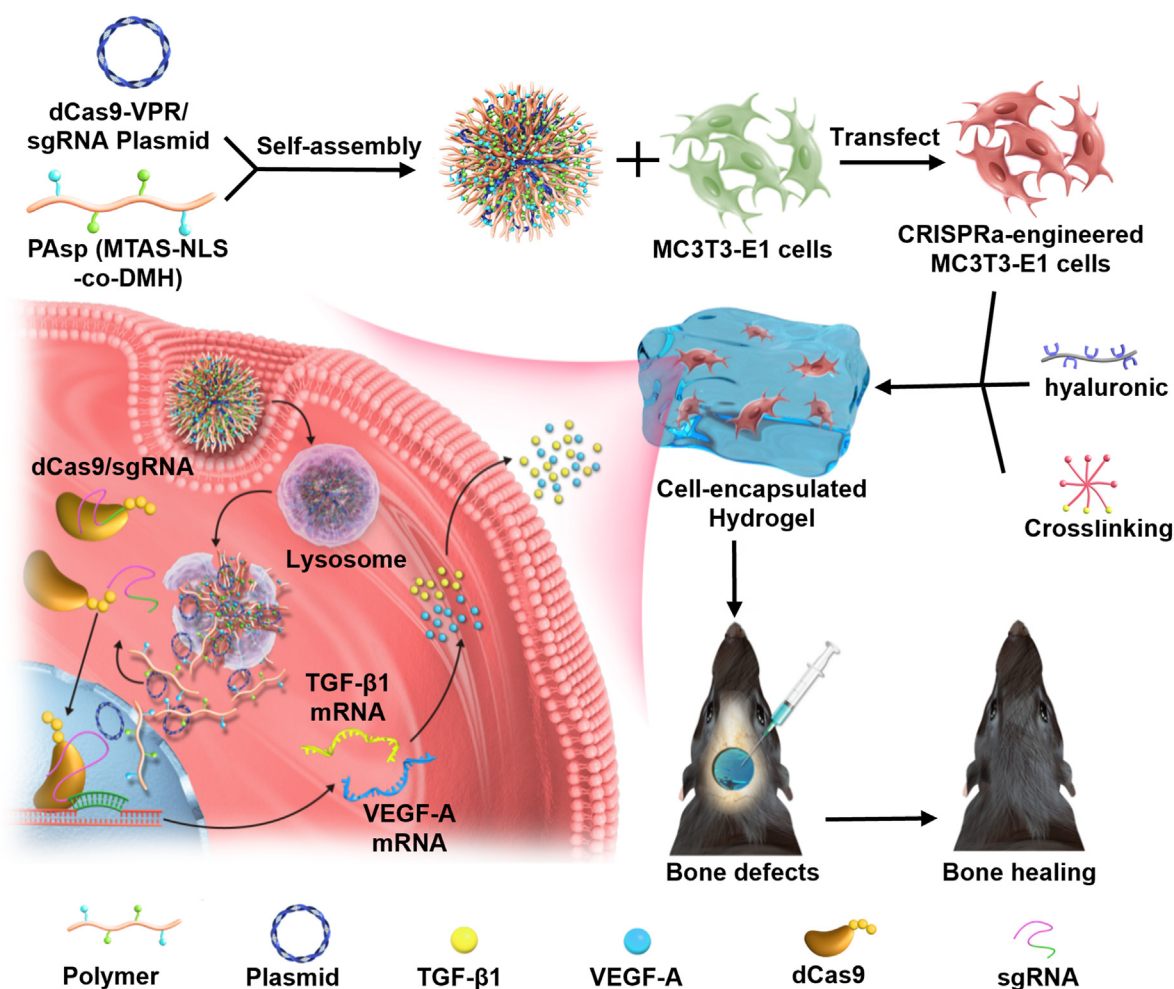 dCas9-VPR/
sgRNA Plasmid
Self-assembly
PAsp (MTAS-NLS
-co-DMH)
MC3T3-E1 cells
Transfect
CRISPRa-engineered
MC3T3-E1 cells
hyaluronic
Crosslinking
Cell-encapsulated
Hydrogel
dCas9/sgRNA
Lysosome
TGF-β1
mRNA
VEGF-A
mRNA
Bone defects
Bone healing
Polymer
Plasmid
TGF-β1
VEGF-A
dCas9
sgRNA